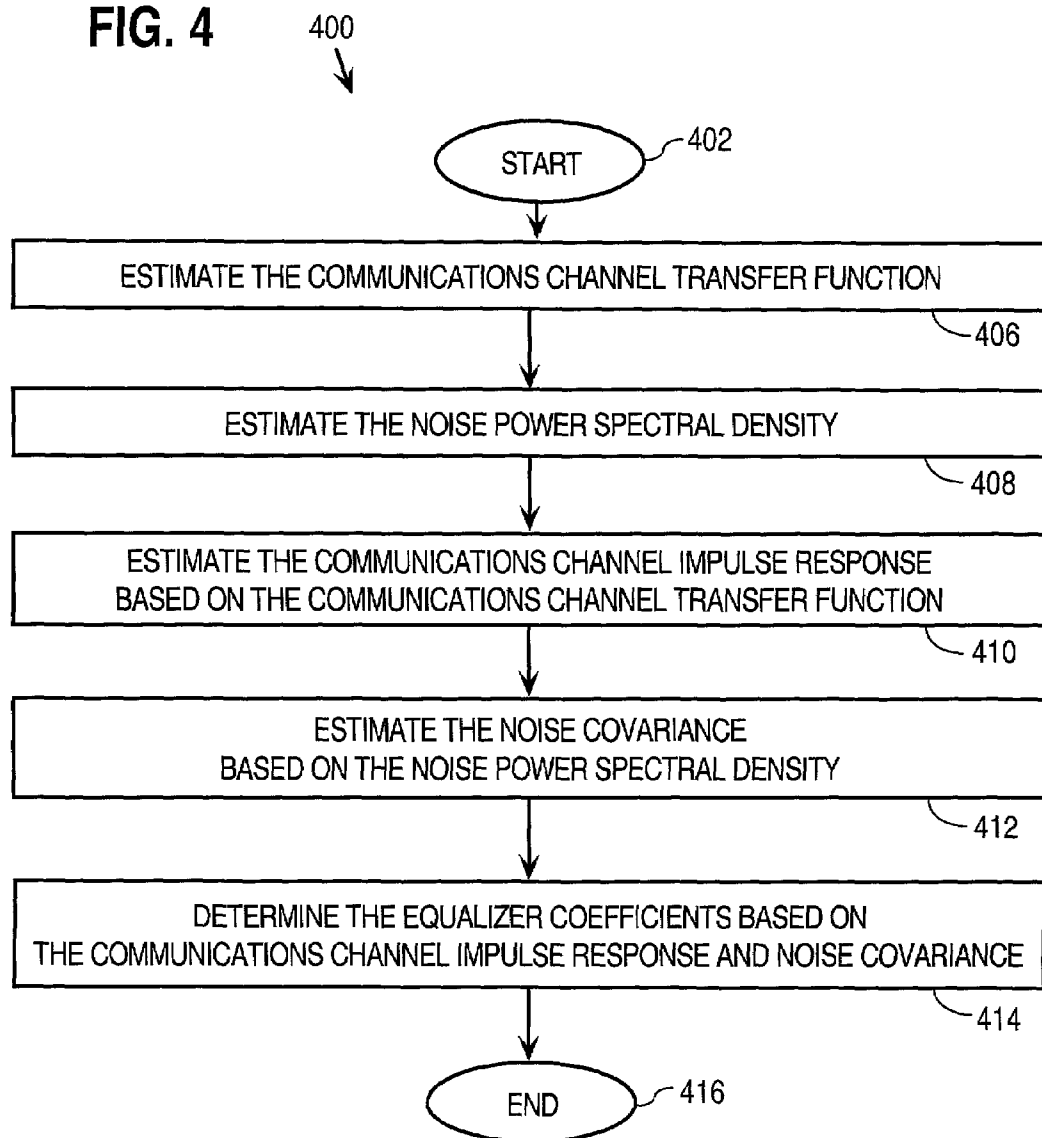 FIG. 4
400
START
402
ESTIMATE THE COMMUNICATIONS CHANNEL TRANSFER FUNCTION
406
ESTIMATE THE NOISE POWER SPECTRAL DENSITY
408
ESTIMATE THE COMMUNICATIONS CHANNEL IMPULSE RESPONSE
BASED ON THE COMMUNICATIONS CHANNEL TRANSFER FUNCTION
410
ESTIMATE THE NOISE COVARIANCE
BASED ON THE NOISE POWER SPECTRAL DENSITY
412
DETERMINE THE EQUALIZER COEFFICIENTS BASED ON
THE COMMUNICATIONS CHANNEL IMPULSE RESPONSE AND NOISE COVARIANCE
414
END
416